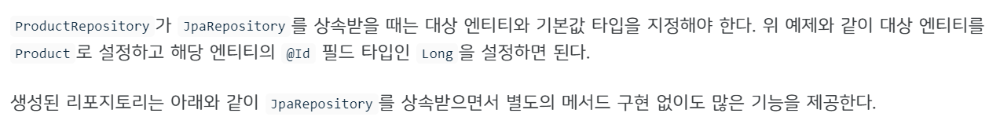 ProductRepository 가 JpaRepository 를 상속받을 때는 대상 엔티티와 기본값 타입을 지정해야 한다. 위 예제와 같이 대상 엔티티를
Product 로 설정하고 해당 엔티티의 @Id 필드 타입인 Long 을 설정하면 된다.
생성된 리포지토리는 아래와 같이 JpaRepository 를 상속받으면서 별도의 메서드 구현 없이도 많은 기능을 제공한다.